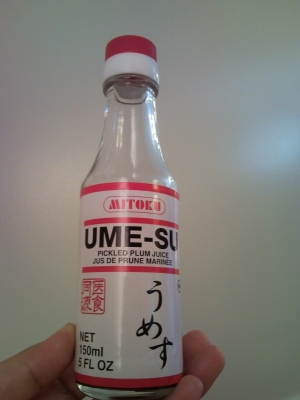 MITOKU
UME-SU
PICKLED PLUM JUICE
JUS DE PRUNE MARINÉE
医食
同源
うめす
NET
150ml
5 FL OZ